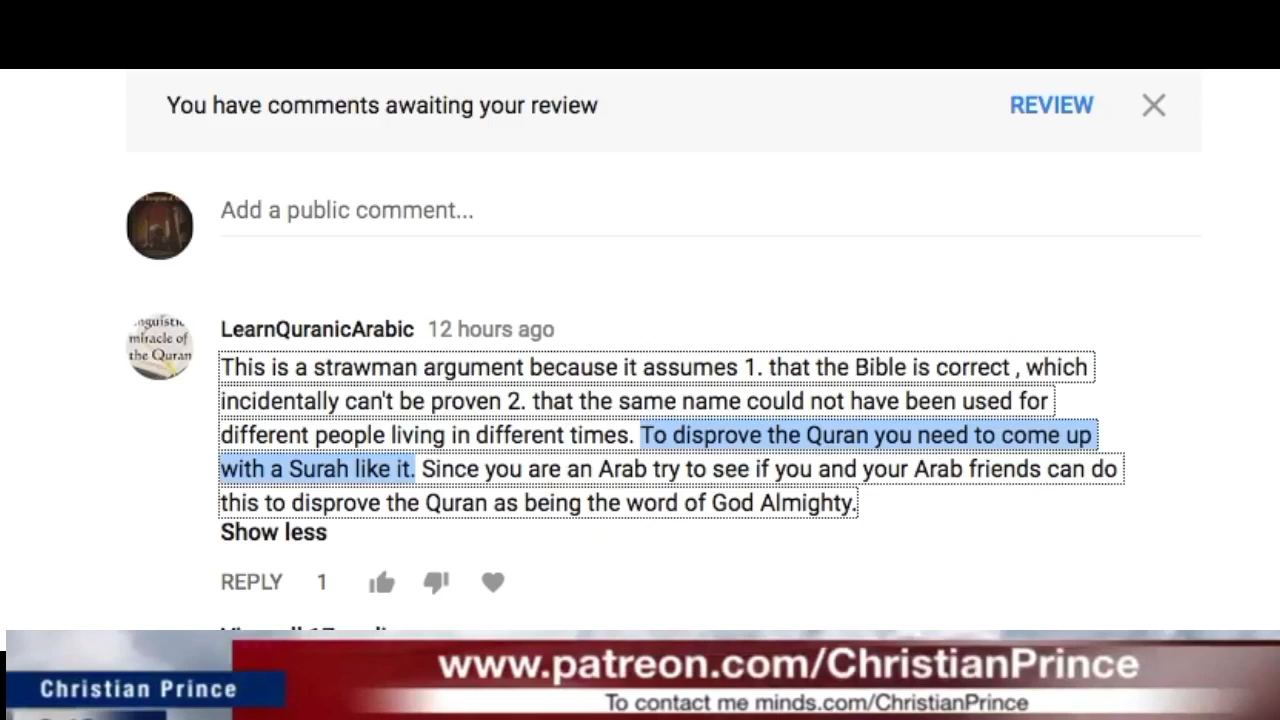 You have comments awaiting your review
REVIEW
Add a public comment...
linguistic
miracle of
the Quran
LearnQuranicArabic 12 hours ago
This is a strawman argument because it assumes 1. that the Bible is correct , which
incidentally can't be proven 2. that the same name could not have been used for
different people living in different times. To disprove the Quran you need to come up
with a Surah like it. Since you are an Arab try to see if you and your Arab friends can do
this to disprove the Quran as being the word of God Almighty.
Show less
REPLY 1
www.patreon.com/ChristianPrince
Christian Prince
To contact me minds.com/ChristianPrince